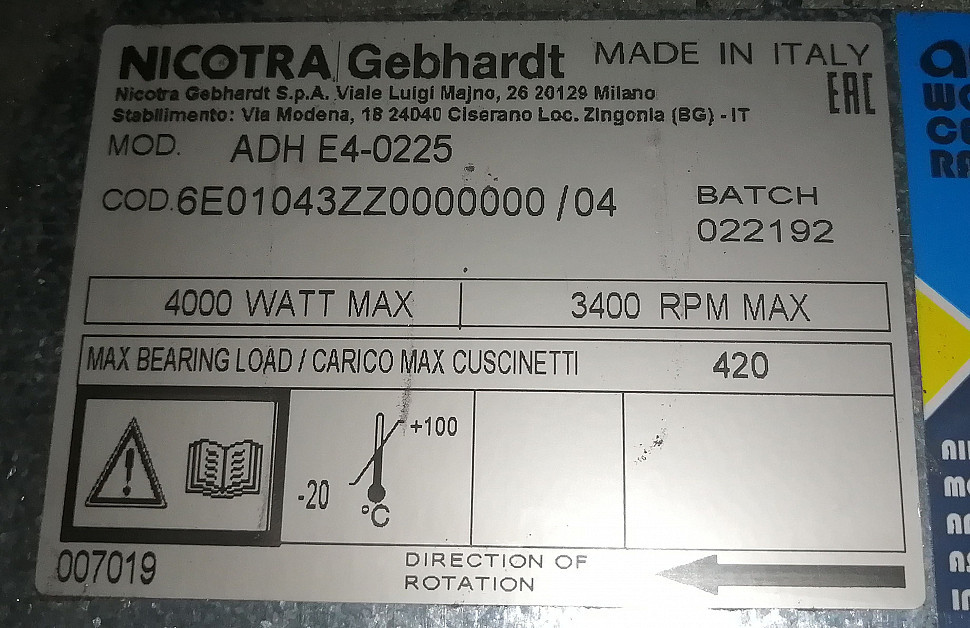 NICOTRA Gebhardt MADE IN ITALY
Nicotra Gebhardt S.p.A. Viale Luigi Majno, 26 20129 Milano
EAC
Stabilimento: Via Modena, 18 24040 Ciserano Loc. Zingonia (BG) - IT
MOD. ADH E4-0225
COD. 6E01043ZZ0000000 /04
BATCH
022192
4000 WATT MAX 3400 RPM MAX
MAX BEARING LOAD / CARICO MAX CUSCINETTI 420
+100
-20
°C
007019
DIRECTION OF
ROTATION